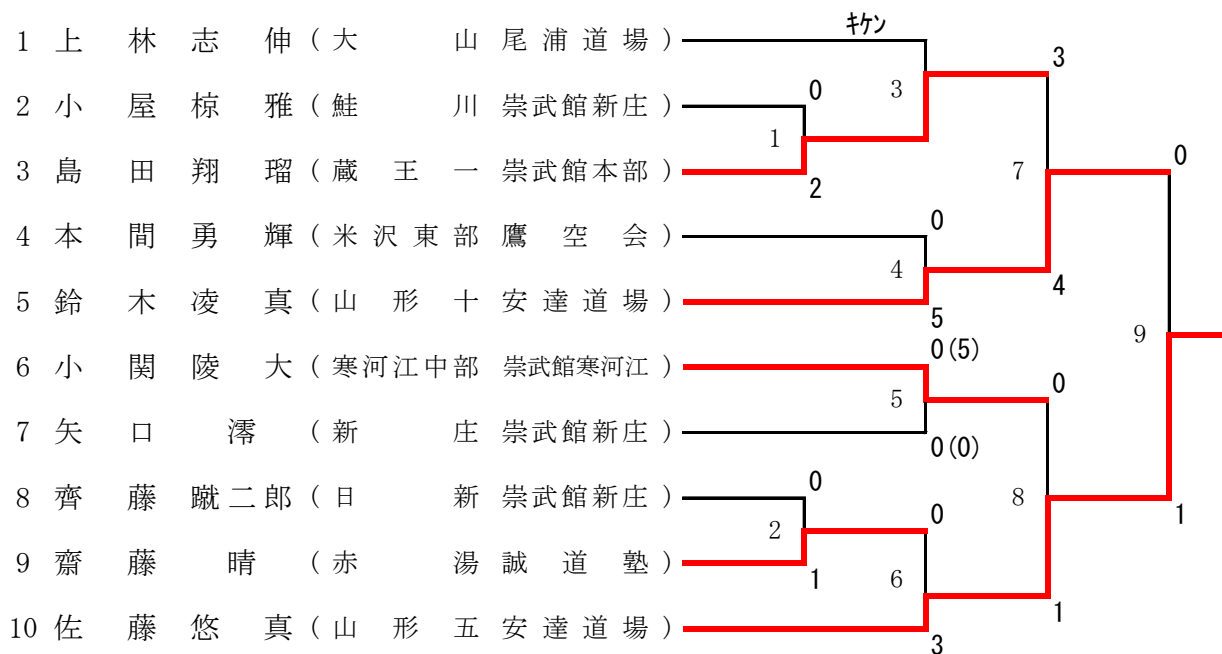 キケン
1 上林志伸（大山 尾浦道場）
3
0
2 小屋椋雅（鮭川 崇武館新庄）
3
1
0
3 島田翔瑠（蔵王一 崇武館本部）
7
2
0
4 本間勇輝（米沢東部 鷹空会）
4
4
5 鈴木凌真（山形十 安達道場）
5
9
0(5)
6 小関陵大（寒河江中部 崇武館寒河江）
0
5
7 矢口澪（新庄 崇武館新庄）
0(0)
0
8 齊藤蹴二郎（日新 崇武館新庄）
8
0
1
2
9 齋藤晴（赤湯 誠道塾）
1
6
1
10 佐藤悠真（山形五 安達道場）
3